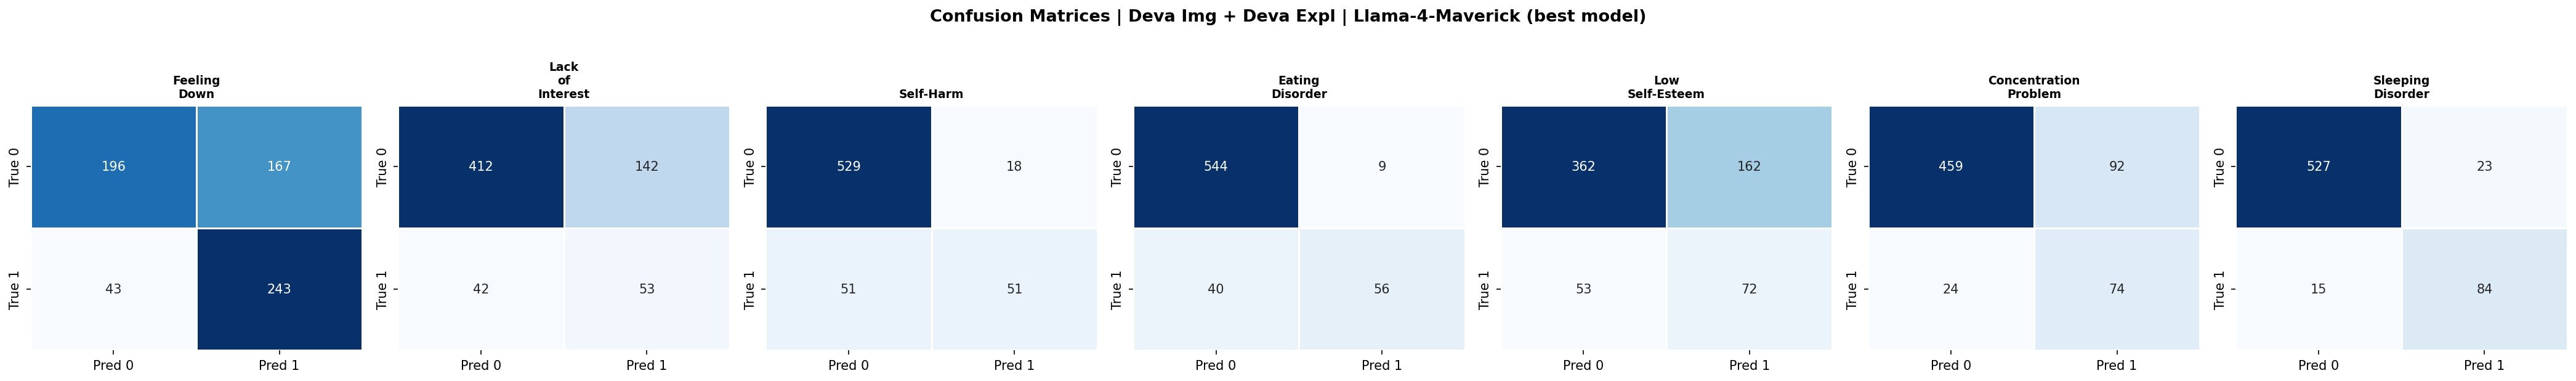 Confusion Matrices | Deva Img + Deva Expl | Llama-4-Maverick (best model)
Feeling
Down
True 0
196
167
True 1
43
243
Pred 0
Pred 1
Lack
of
Interest
True 0
412
142
True 1
42
53
Pred 0
Pred 1
Self-Harm
True 0
529
18
True 1
51
51
Pred 0
Pred 1
Eating
Disorder
True 0
544
9
True 1
40
56
Pred 0
Pred 1
Low
Self-Esteem
True 0
362
162
True 1
53
72
Pred 0
Pred 1
Concentration
Problem
True 0
459
92
True 1
24
74
Pred 0
Pred 1
Sleeping
Disorder
True 0
527
23
True 1
15
84
Pred 0
Pred 1